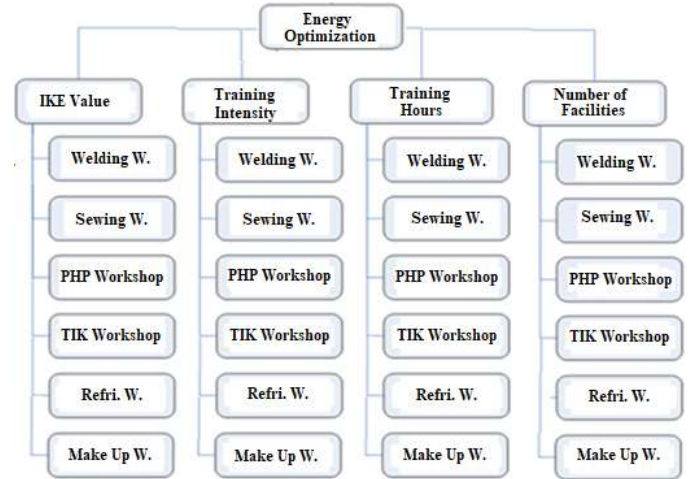 Energy
Optimization
IKE Value
Training
Intensity
Training
Hours
Number of
Facilities
Welding W.
Sewing W.
PHP Workshop
TIK Workshop
Refri. W.
Make Up W.
Welding W.
Sewing W.
PHP Workshop
TIK Workshop
Refri. W.
Make Up W.
Welding W.
Sewing W.
PHP Workshop
TIK Workshop
Refri. W.
Make Up W.
Welding W.
Sewing W.
PHP Workshop
TIK Workshop
Refri. W.
Make Up W.